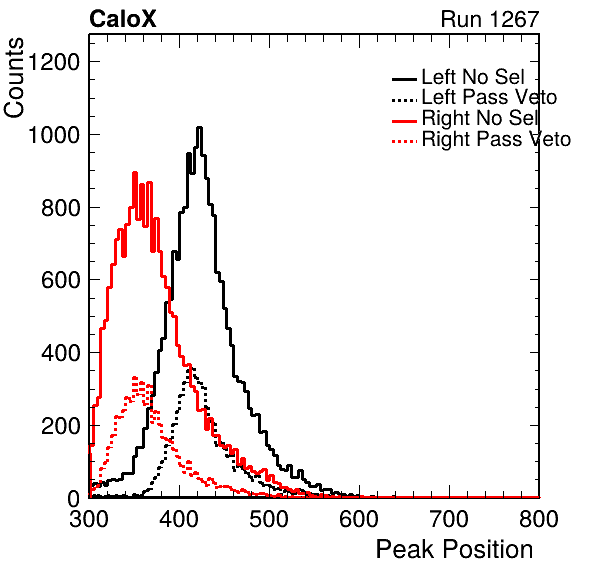 CaloX
Run 1267
Counts
1200
1000
800
600
400
200
0
Left No Sel
Left Pass Veto
Right No Sel
Right Pass Veto
300 400 500 600 700 800
Peak Position